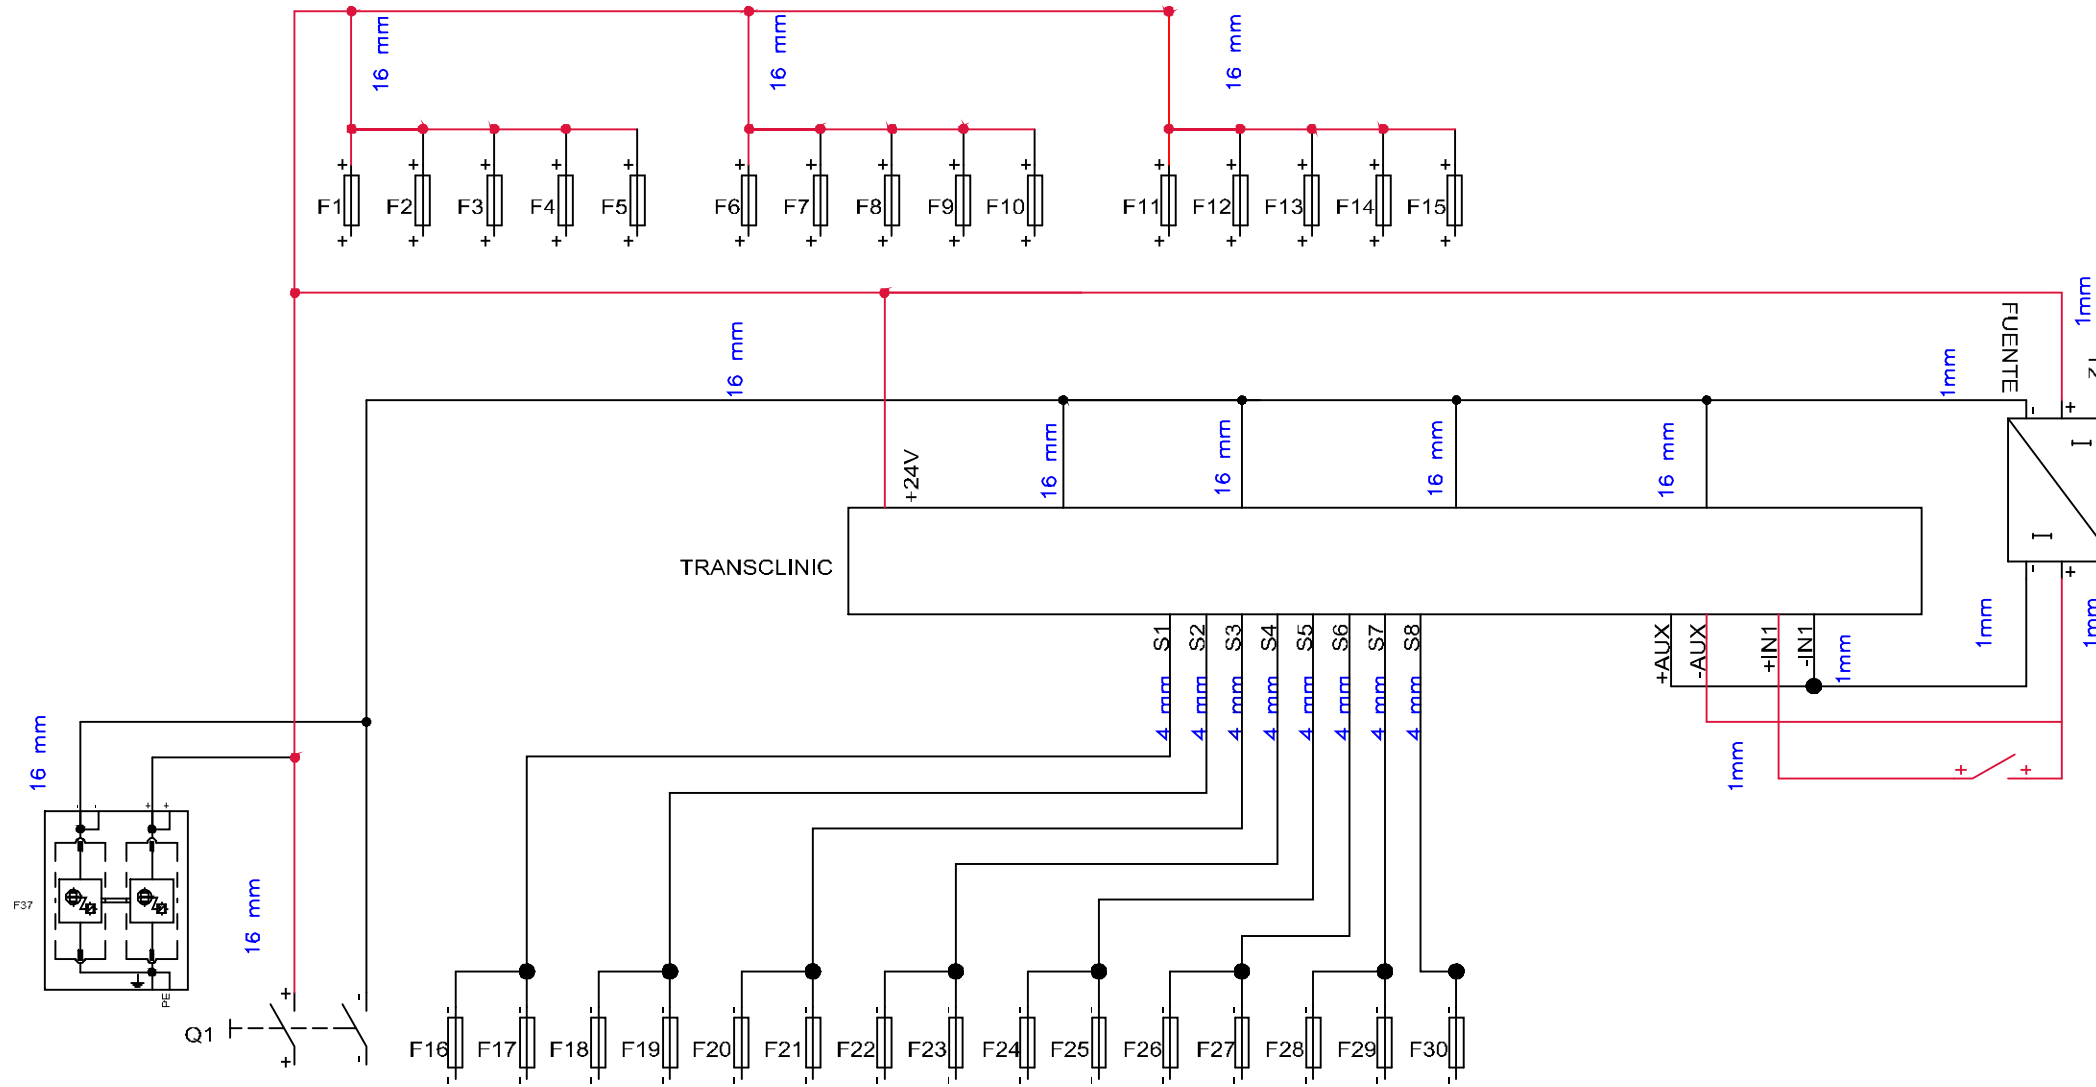 16 mm
16 mm
16 mm
F1
F2
F3
F4
F5
F6
F7
F8
F9
F10
F11
F12
F13
F14
F15
1mm
FUENTE
16 mm
1mm
+24V
16 mm
16 mm
16 mm
16 mm
TRANSCLINIC
S1
S2
S3
S4
S5
S6
S7
S8
+AUX
-AUX
+IN1
-IN1
1mm
1mm
1mm
4 mm
4 mm
4 mm
4 mm
4 mm
4 mm
4 mm
4 mm
16 mm
1mm
F37
16 mm
PE
Q1
F16
F17
F18
F19
F20
F21
F22
F23
F24
F25
F26
F27
F28
F29
F30